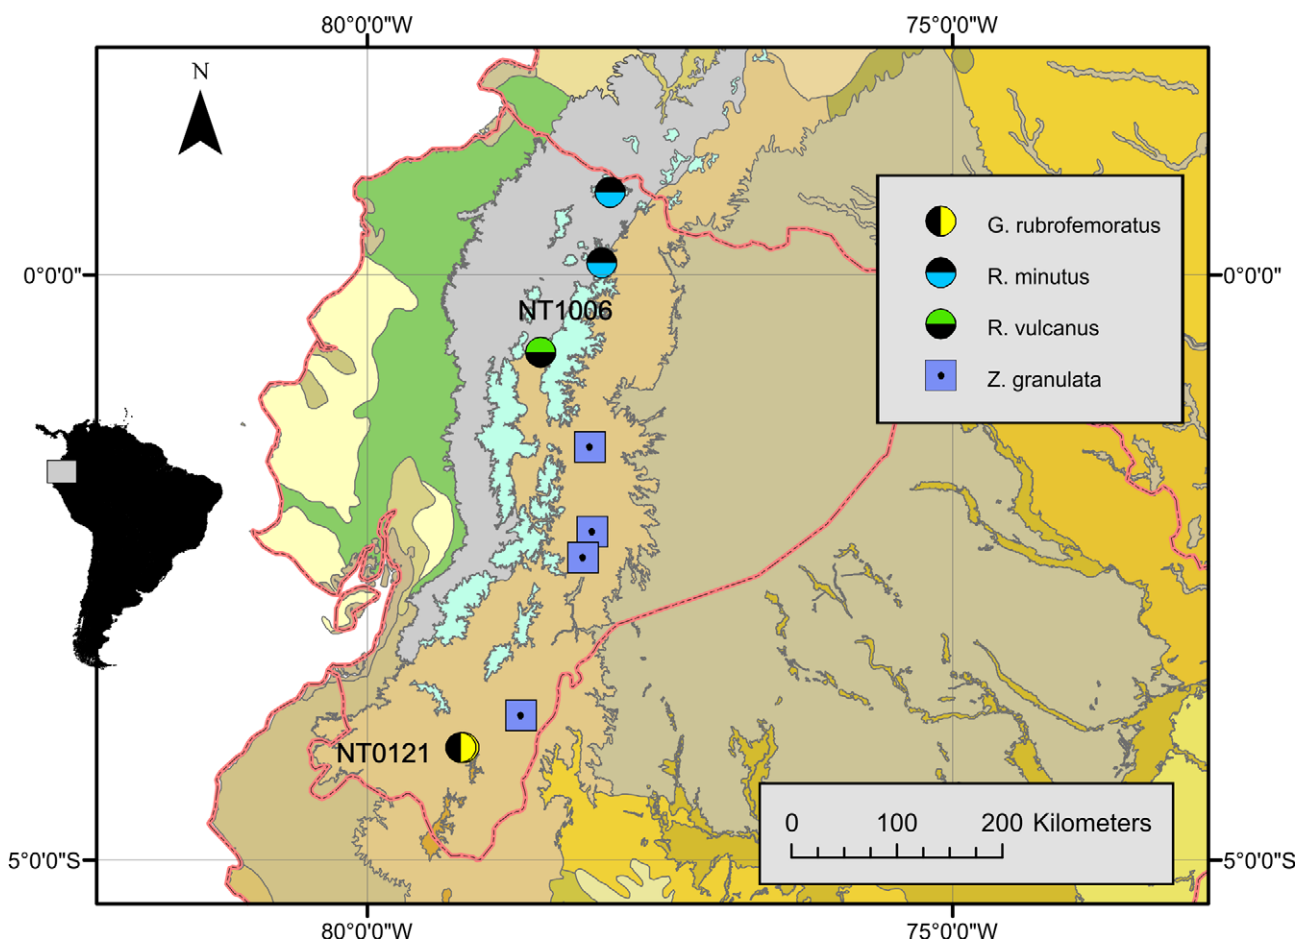 80°0'0"W 75°0'0"W
N
G. rubrofemoratus
0°0'0" 0°0'0"
R. minutus
NT1006
R. vulcanus
Z. granulata
NT0121
0 100 200 Kilometers
5°0'0"S 5°0'0"S
80°0'0"W 75°0'0"W